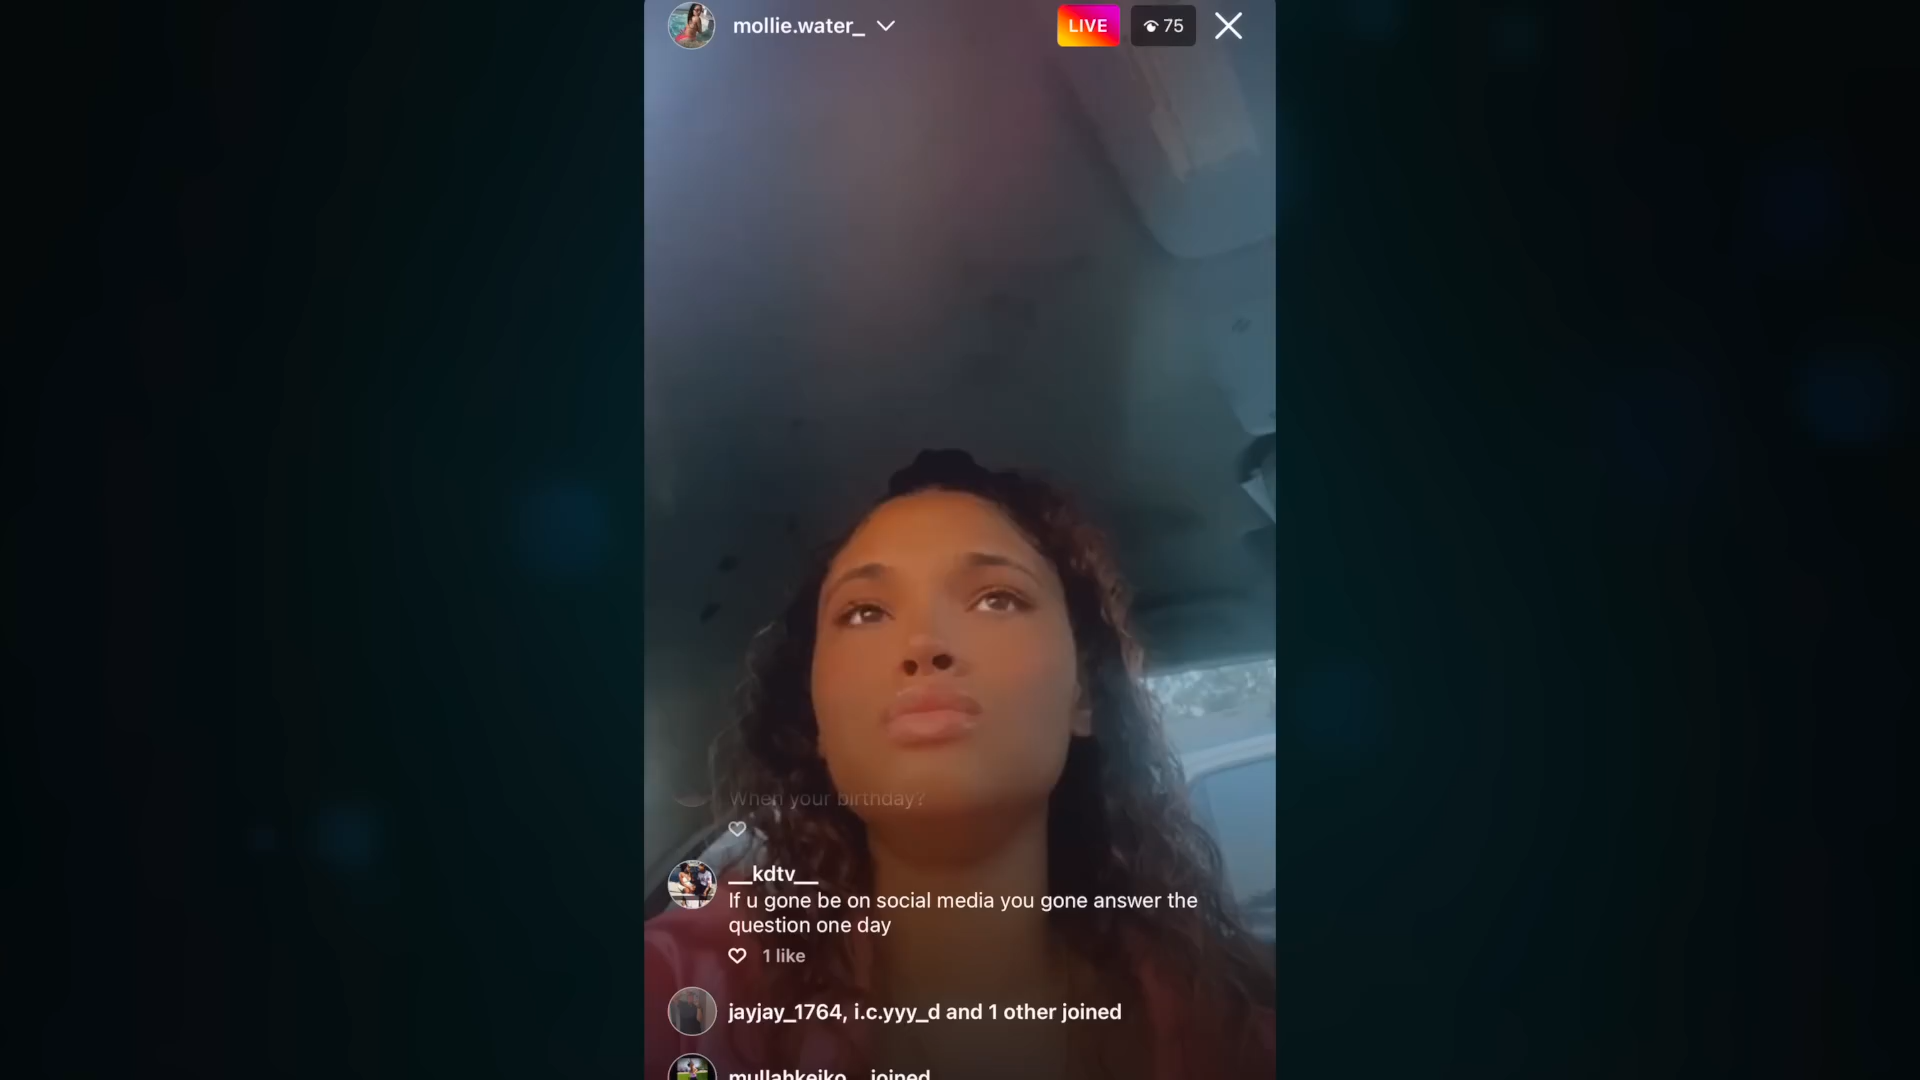 mollie.water_
LIVE
75
When your birthday?
__kdtv__
If u gone be on social media you gone answer the
question one day
1 like
jayjay_1764, i.c.yyy_d and 1 other joined
mullahkeiko__ joined